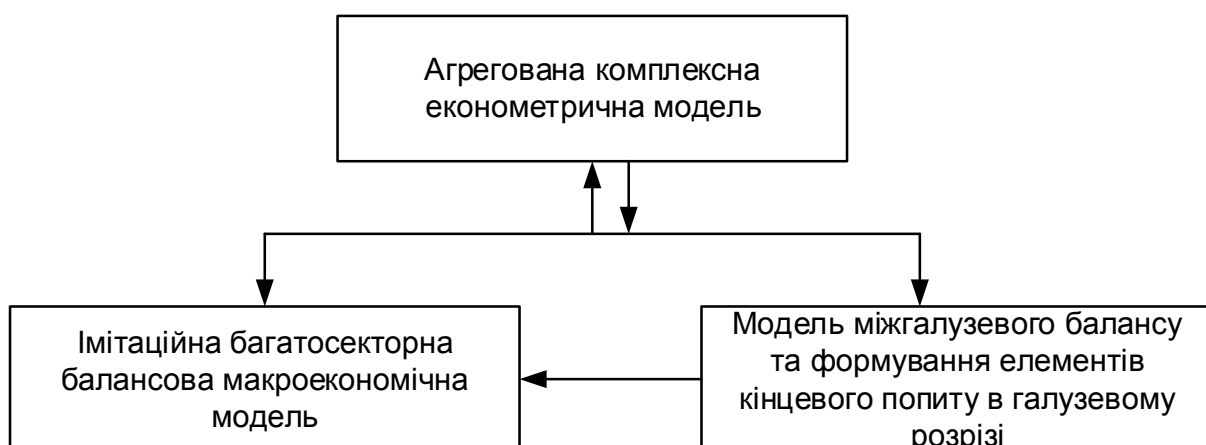 Агрегована комплексна
економетрична модель
Імітаційна багатосекторна
балансова макроекономічна
модель
Модель міжгалузевого балансу
та формування елементів
кінцевого попиту в галузевому
розрізі